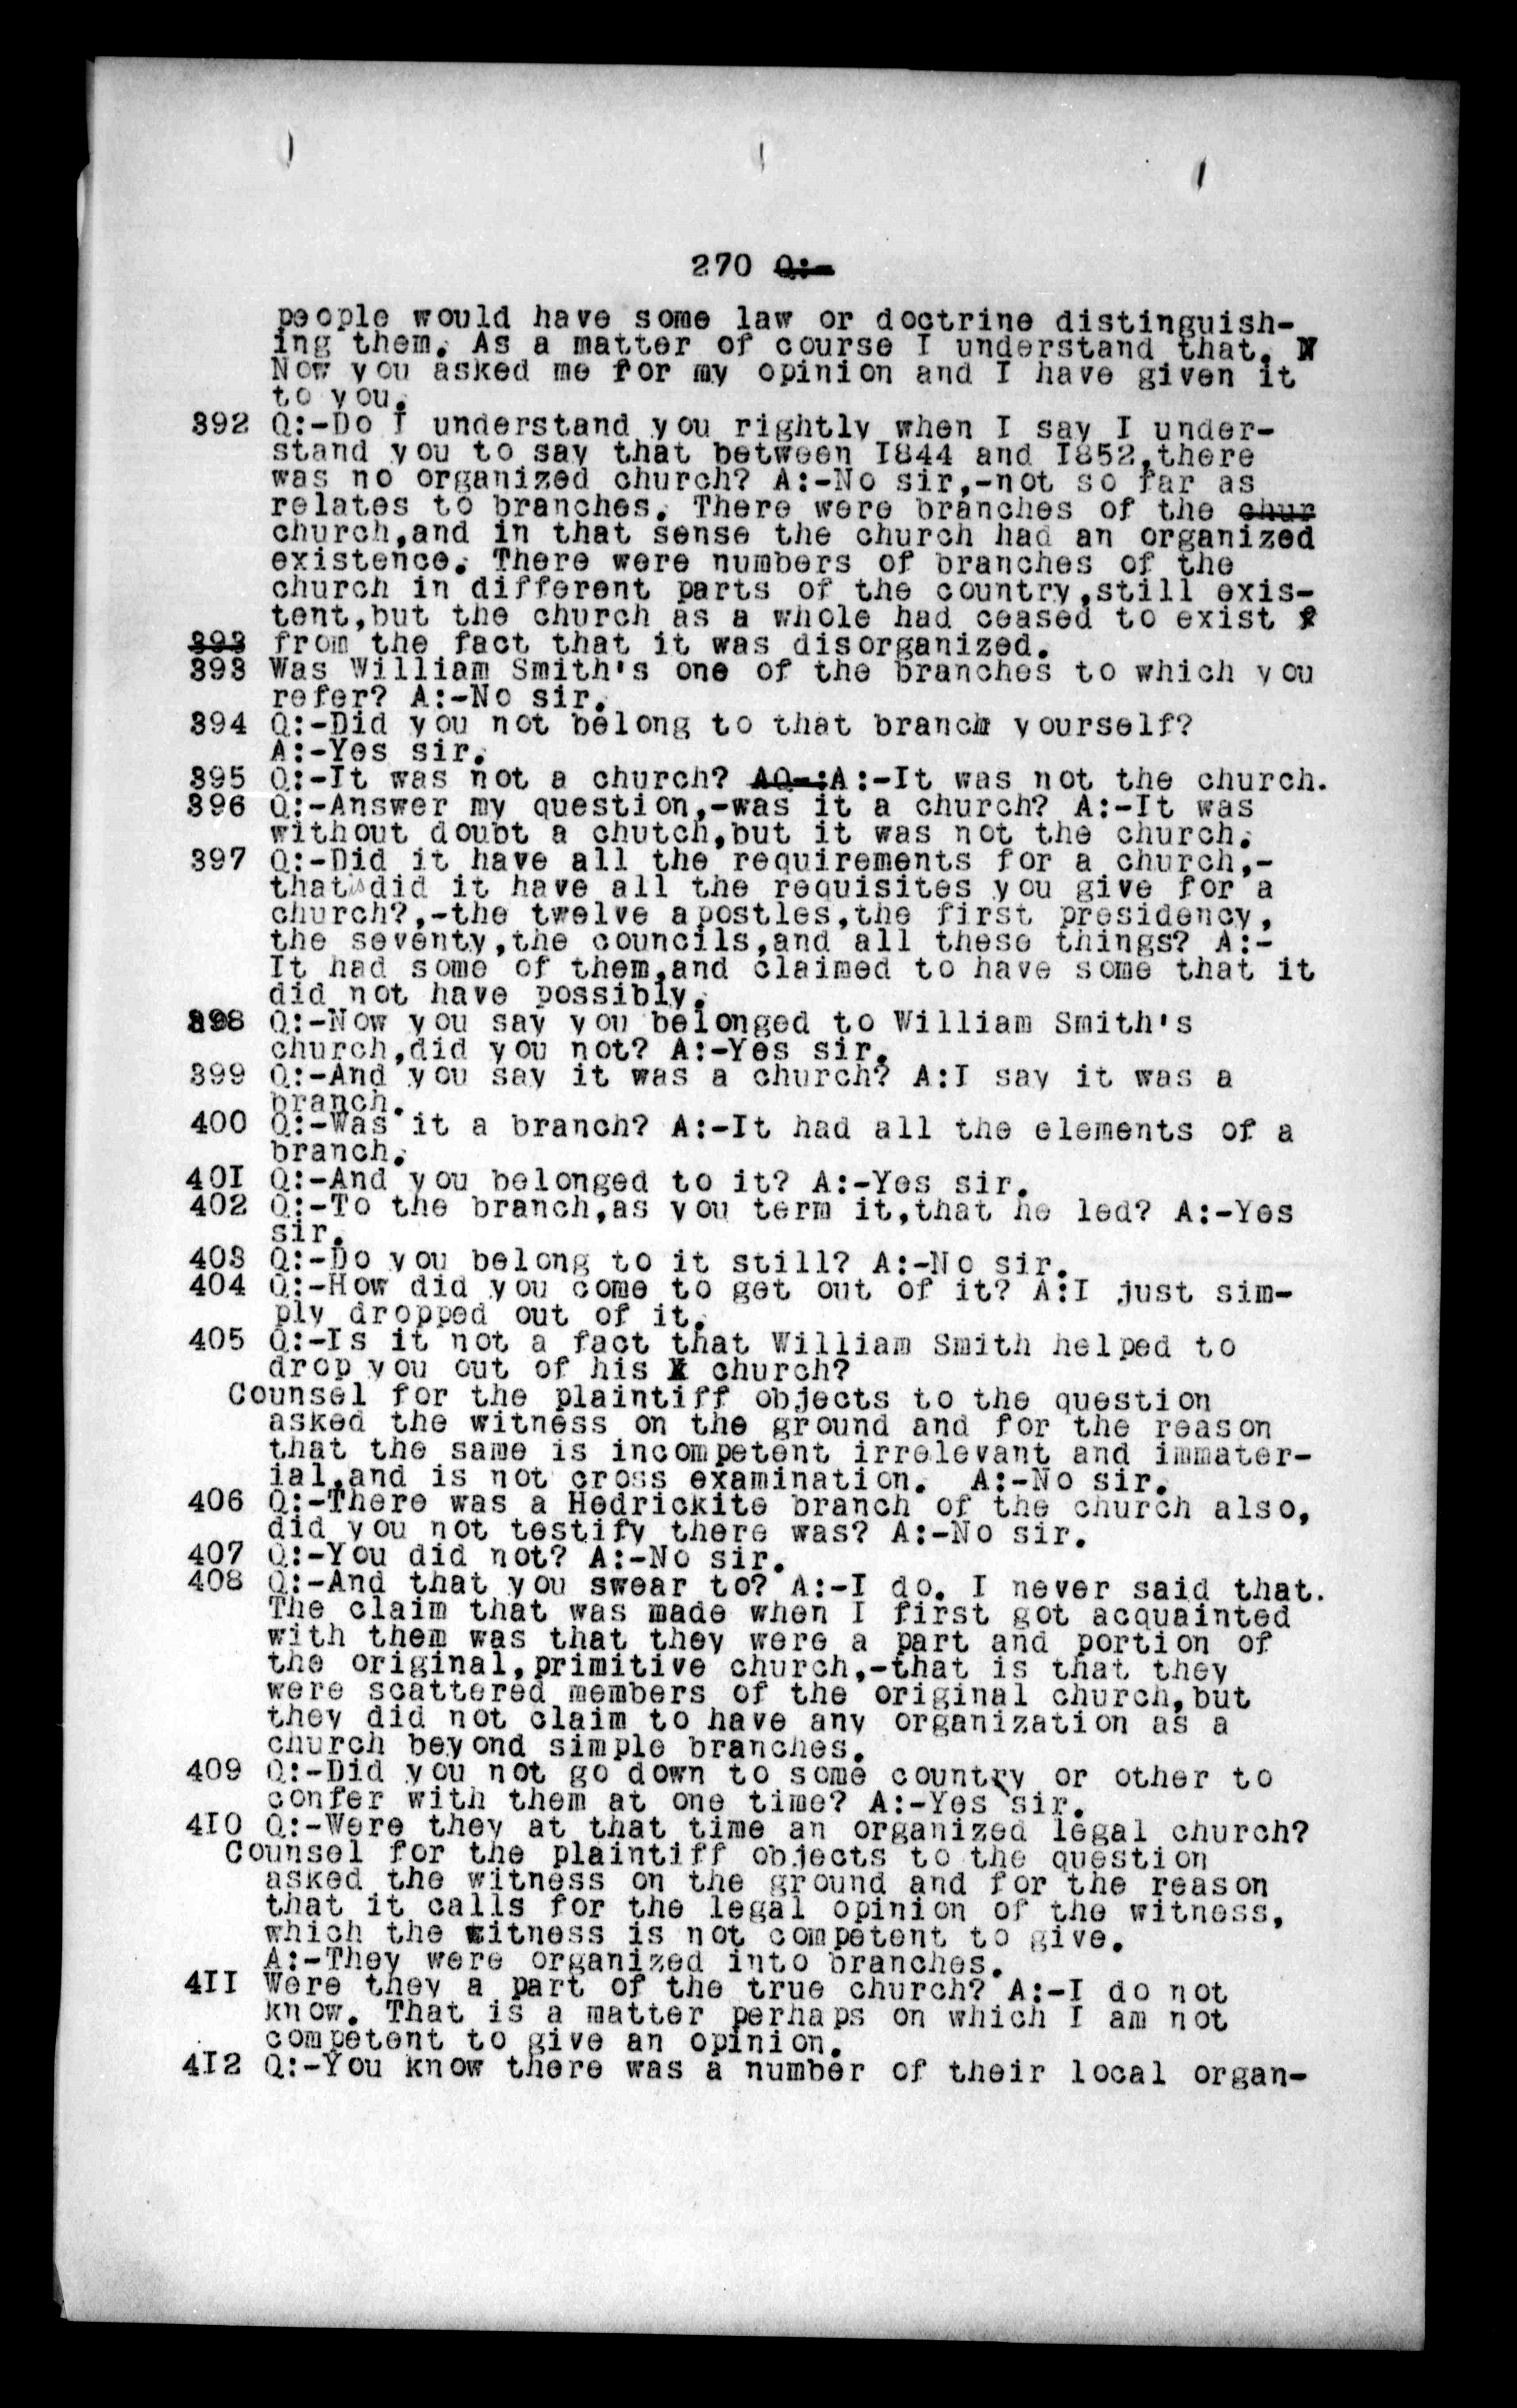 270 Q:-
people would have some law or doctrine distinguish-
ing them. As a matter of course I understand that. N
Now you asked me for my opinion and I have given it
to you.
392 Q:-Do I understand you rightly when I say I under-
stand you to say that between I844 and I852,there
was no organized church? A:-No sir,-not so far as
relates to branches. There were branches of the chur
church,and in that sense the church had an organized
existence. There were numbers of branches of the
church in different parts of the country,still exis-
tent,but the church as a whole had ceased to exist f
393 from the fact that it was disorganized.
393 Was William Smith's one of the branches to which you
refer? A:-No sir.
394 Q:-Did you not belong to that branch yourself?
A:-Yes sir.
395 Q:-It was not a church? AQ-:A:-It was not the church.
396 Q:-Answer my question,-was it a church? A:-It was
without doubt a chutch,but it was not the church.
397 Q:-Did it have all the requirements for a church,-
that is did it have all the requisites you give for a
church?,-the twelve apostles,the first presidency,
the seventy,the councils,and all these things? A:-
It had some of them,and claimed to have some that it
did not have possibly.
398 Q:-Now you say you belonged to William Smith's
church,did you not? A:-Yes sir.
399 Q:-And you say it was a church? A:I say it was a
branch.
400 Q:-Was it a branch? A:-It had all the elements of a
branch.
40I Q:-And you belonged to it? A:-Yes sir.
402 Q:-To the branch,as you term it,that he led? A:-Yes
sir.
403 Q:-Do you belong to it still? A:-No sir.
404 Q:-How did you come to get out of it? A:I just sim-
ply dropped out of it.
405 Q:-Is it not a fact that William Smith helped to
drop you out of his X church?
Counsel for the plaintiff objects to the question
asked the witness on the ground and for the reason
that the same is incompetent irrelevant and immater-
ial,and is not cross examination. A:-No sir.
406 Q:-There was a Hedrickite branch of the church also,
did you not testify there was? A:-No sir.
407 Q:-You did not? A:-No sir.
408 Q:-And that you swear to? A:-I do. I never said that.
The claim that was made when I first got acquainted
with them was that they were a part and portion of
the original,primitive church,-that is that they
were scattered members of the original church,but
they did not claim to have any organization as a
church beyond simple branches.
409 Q:-Did you not go down to some country or other to
confer with them at one time? A:-Yes sir.
4I0 Q:-Were they at that time an organized legal church?
Counsel for the plaintiff objects to the question
asked the witness on the ground and for the reason
that it calls for the legal opinion of the witness,
which the witness is not competent to give.
A:-They were organized into branches.
4II Were they a part of the true church? A:-I do not
know. That is a matter perhaps on which I am not
competent to give an opinion.
4I2 Q:-You know there was a number of their local organ-